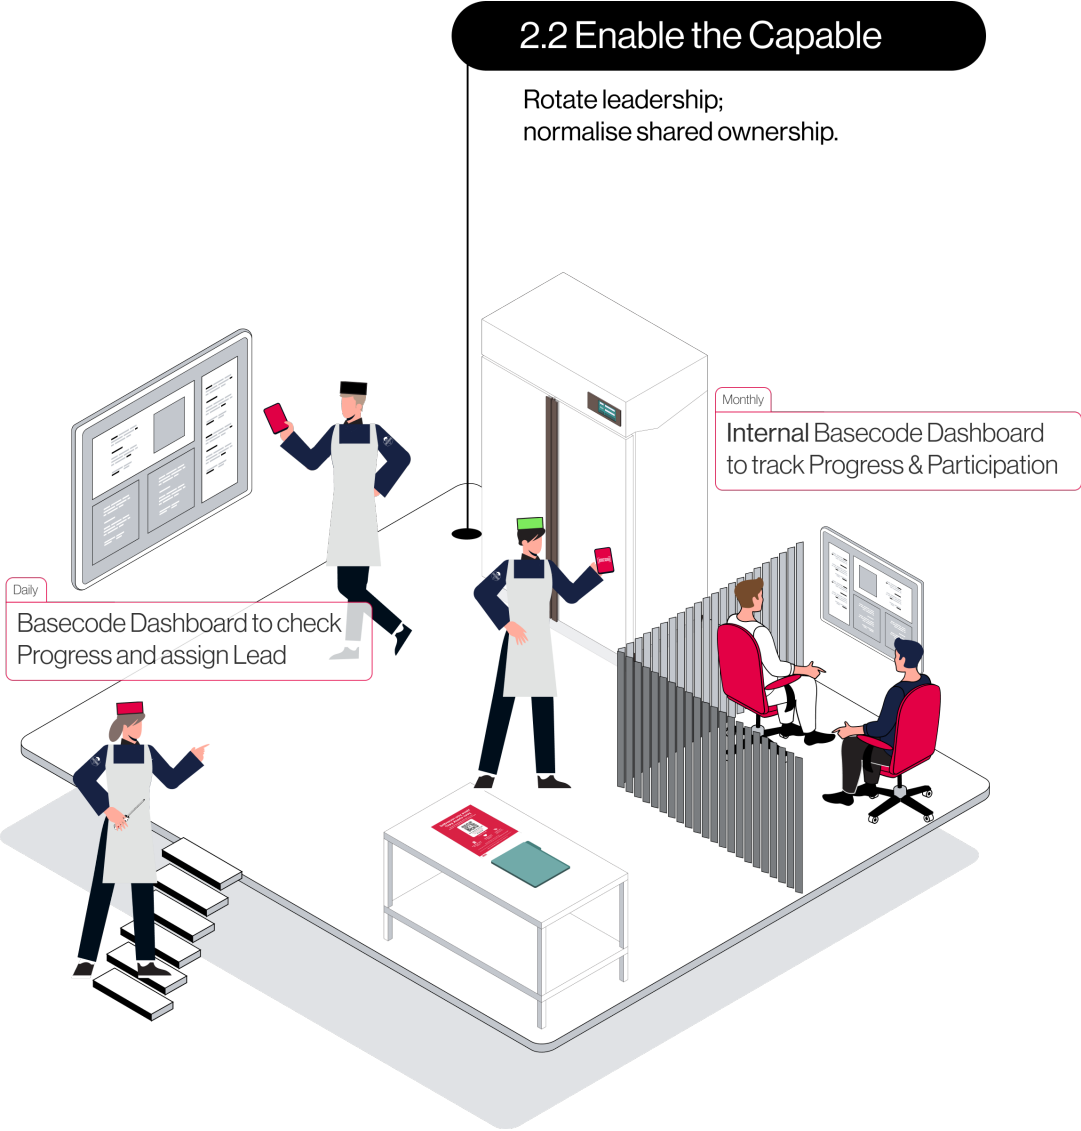 2.2 Enable the Capable
Rotate leadership;
normalise shared ownership.
Monthly
Internal Basecode Dashboard
to track Progress & Participation
Daily
Basecode Dashboard to check
Progress and assign Lead